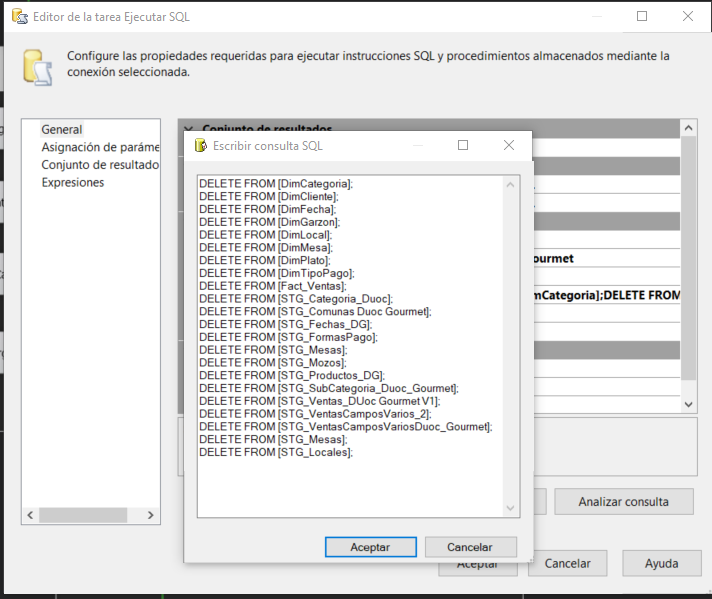 Editor de la tarea Ejecutar SQL
Configure las propiedades requeridas para ejecutar instrucciones SQL y procedimientos almacenados mediante la
conexión seleccionada.
General
Asignación de paráme
Conjunto de resultado
Expresiones
Conjunto de resultados
Escribir consulta SQL
DELETE FROM [DimCategoria];
DELETE FROM [DimCliente];
DELETE FROM [DimFecha];
DELETE FROM [DimGarzon];
DELETE FROM [DimLocal];
DELETE FROM [DimMesa];
DELETE FROM [DimPlato];
DELETE FROM [DimTipoPago];
DELETE FROM [Fact_Ventas];
DELETE FROM [STG_Categoria_Duoc];
DELETE FROM [STG_Comunas Duoc Gourmet];
DELETE FROM [STG_Fechas_DG];
DELETE FROM [STG_FormasPago];
DELETE FROM [STG_Mesas];
DELETE FROM [STG_Mozos];
DELETE FROM [STG_Productos_DG];
DELETE FROM [STG_SubCategoria_Duoc_Gourmet];
DELETE FROM [STG_Ventas_DUoc Gourmet V1];
DELETE FROM [STG_VentasCamposVarios_2];
DELETE FROM [STG_VentasCamposVariosDuoc_Gourmet];
DELETE FROM [STG_Mesas];
DELETE FROM [STG_Locales];
ourmet
mCategoria];DELETE FROM
Aceptar
Cancelar
Analizar consulta
Aceptar
Cancelar
Ayuda